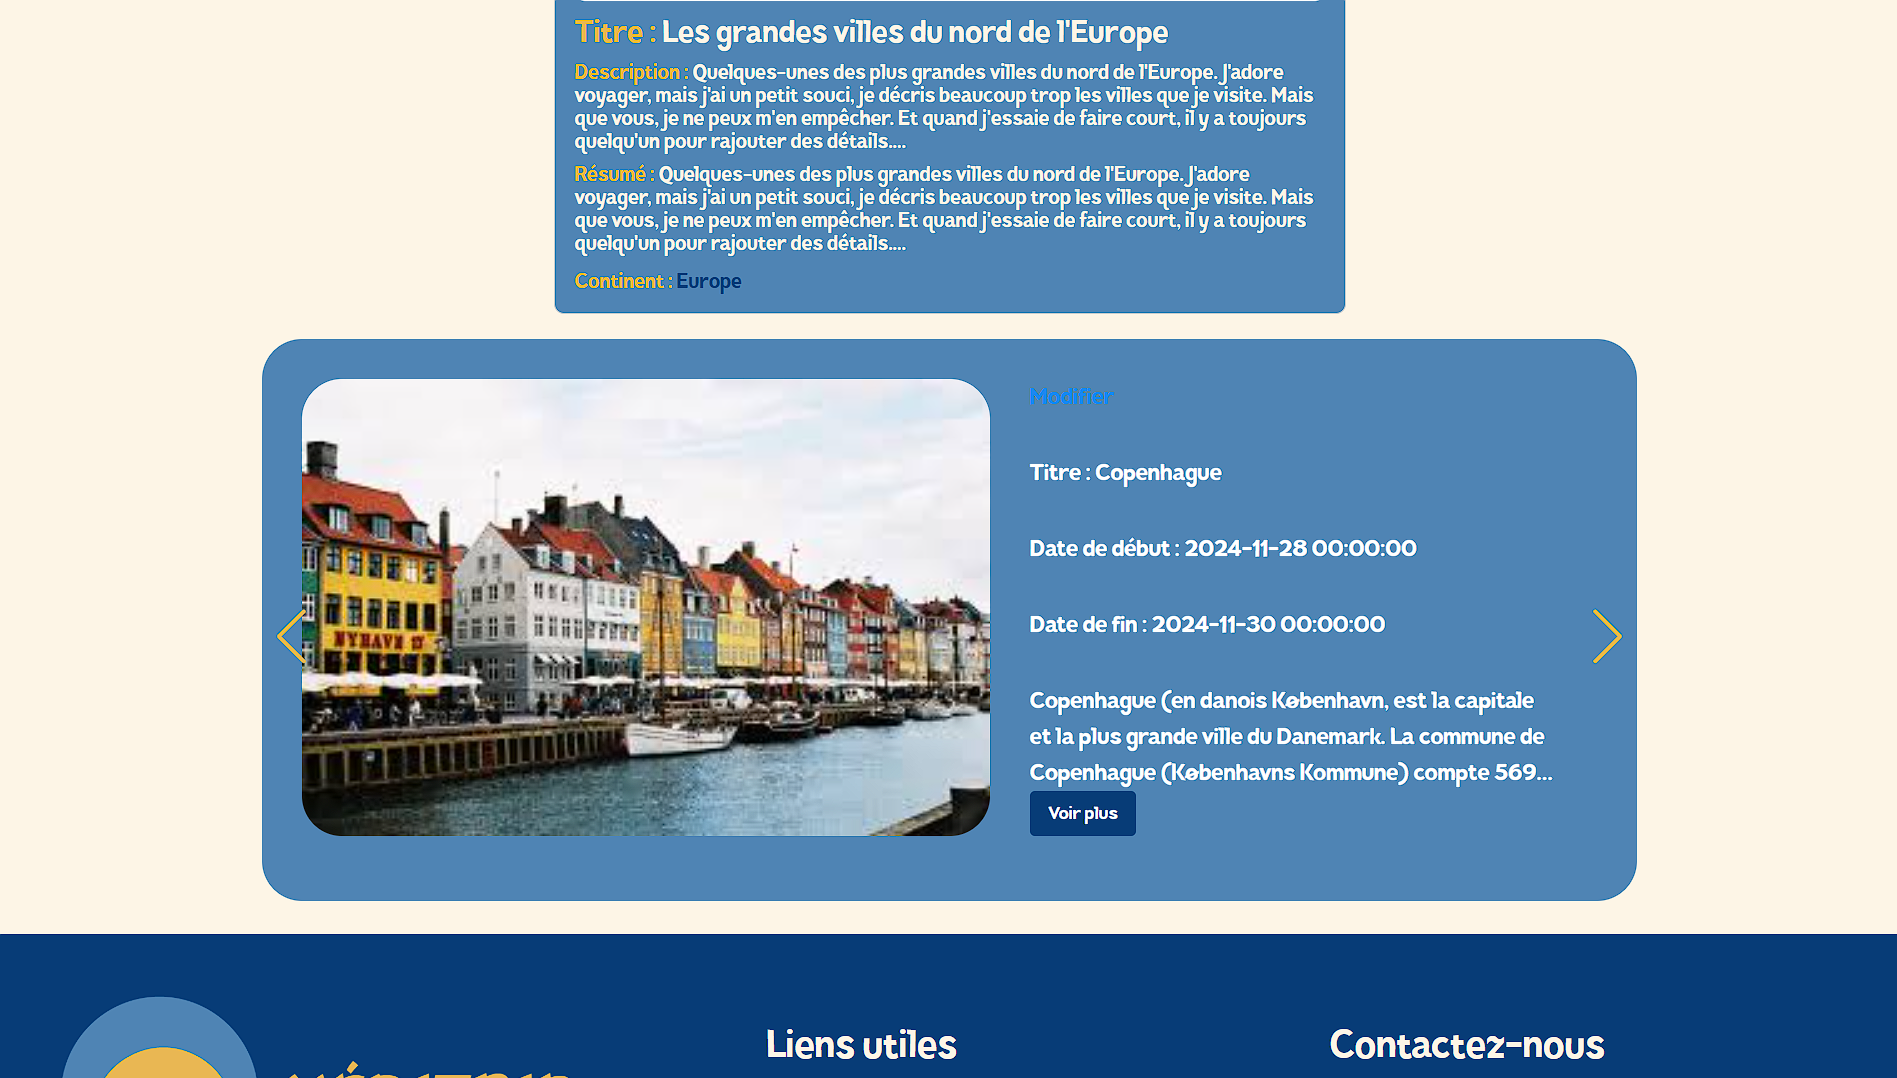 Titre : Les grandes villes du nord de l'Europe
Description : Quelques-unes des plus grandes villes du nord de l'Europe. J'adore
voyager, mais j'ai un petit souci, je décris beaucoup trop les villes que je visite. Mais
que vous, je ne peux m'en empêcher. Et quand j'essaie de faire court, il y a toujours
quelqu'un pour rajouter des détails....
Résumé : Quelques-unes des plus grandes villes du nord de l'Europe. J'adore
voyager, mais j'ai un petit souci, je décris beaucoup trop les villes que je visite. Mais
que vous, je ne peux m'en empêcher. Et quand j'essaie de faire court, il y a toujours
quelqu'un pour rajouter des détails....
Continent : Europe
NYHAVN 17
Modifier
Titre : Copenhague
Date de début : 2024-11-28 00:00:00
Date de fin : 2024-11-30 00:00:00
Copenhague (en danois København, est la capitale
et la plus grande ville du Danemark. La commune de
Copenhague (Københavns Kommune) compte 569...
Voir plus
Liens utiles
Contactez-nous